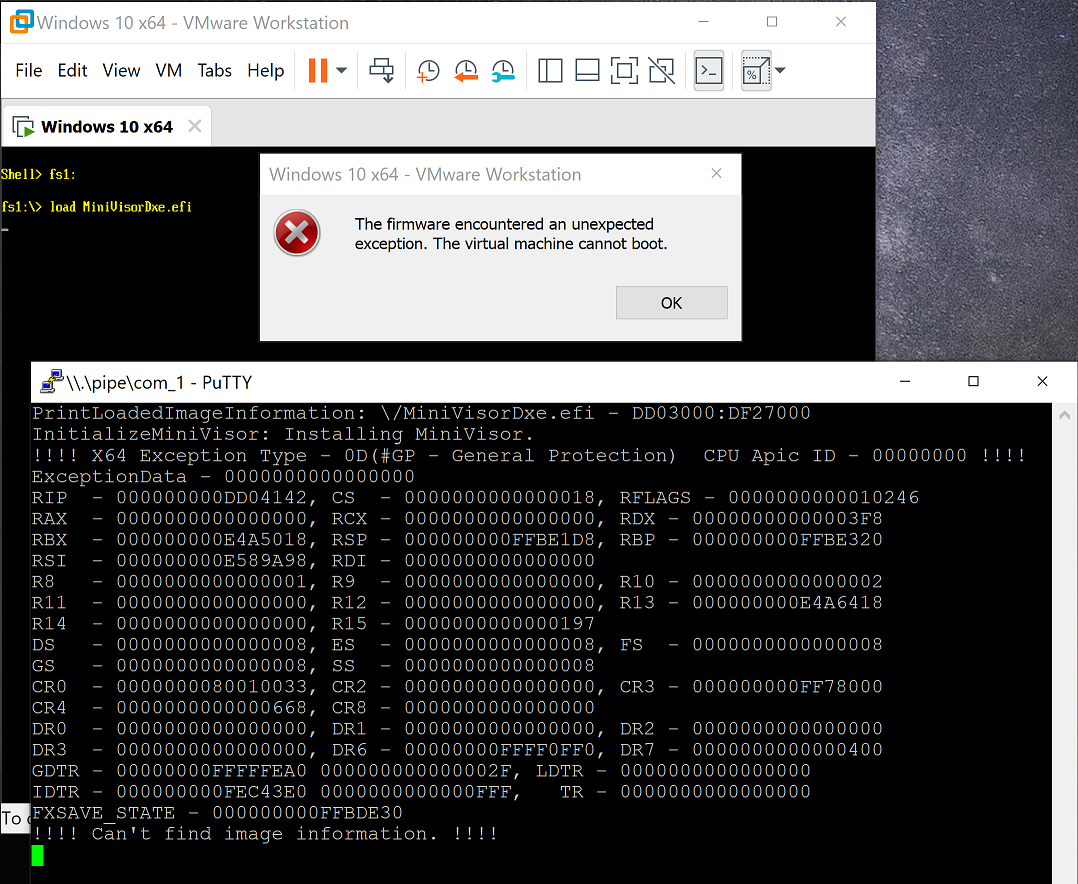 Windows 10 x64 - VMware Workstation
File Edit View VM Tabs Help
Windows 10 x64
Shell> fs1:
fs1:\> load MiniVisorDxe.efi
Windows 10 x64 - VMware Workstation
The firmware encountered an unexpected
exception. The virtual machine cannot boot.
OK
\\.\pipe\com_1 - PuTTY
PrintLoadedImageInformation: \/MiniVisorDxe.efi - DD03000:DF27000
InitializeMiniVisor: Installing MiniVisor.
!!!! X64 Exception Type - 0D(#GP - General Protection)  CPU Apic ID - 00000000 !!!!
ExceptionData - 0000000000000000
RIP  - 000000000DD04142, CS  - 0000000000000018, RFLAGS - 0000000000010246
RAX  - 0000000000000000, RCX - 0000000000000000, RDX - 00000000000003F8
RBX  - 000000000E4A5018, RSP - 000000000FFBE1D8, RBP - 000000000FFBE320
RSI  - 000000000E589A98, RDI - 0000000000000000
R8   - 0000000000000001, R9  - 0000000000000000, R10 - 0000000000000002
R11  - 0000000000000000, R12 - 0000000000000000, R13 - 000000000E4A6418
R14  - 0000000000000000, R15 - 0000000000000197
DS   - 0000000000000008, ES  - 0000000000000008, FS  - 0000000000000008
GS   - 0000000000000008, SS  - 0000000000000008
CR0  - 0000000080010033, CR2 - 0000000000000000, CR3 - 000000000FF78000
CR4  - 0000000000000668, CR8 - 0000000000000000
DR0  - 0000000000000000, DR1 - 0000000000000000, DR2 - 0000000000000000
DR3  - 0000000000000000, DR6 - 00000000FFFF0FF0, DR7 - 0000000000000400
GDTR - 00000000FFFFFEA0 000000000000002F, LDTR - 0000000000000000
IDTR - 000000000FEC43E0 0000000000000FFF,   TR - 0000000000000000
To
FXSAVE_STATE - 000000000FFBDE30
!!!! Can't find image information. !!!!